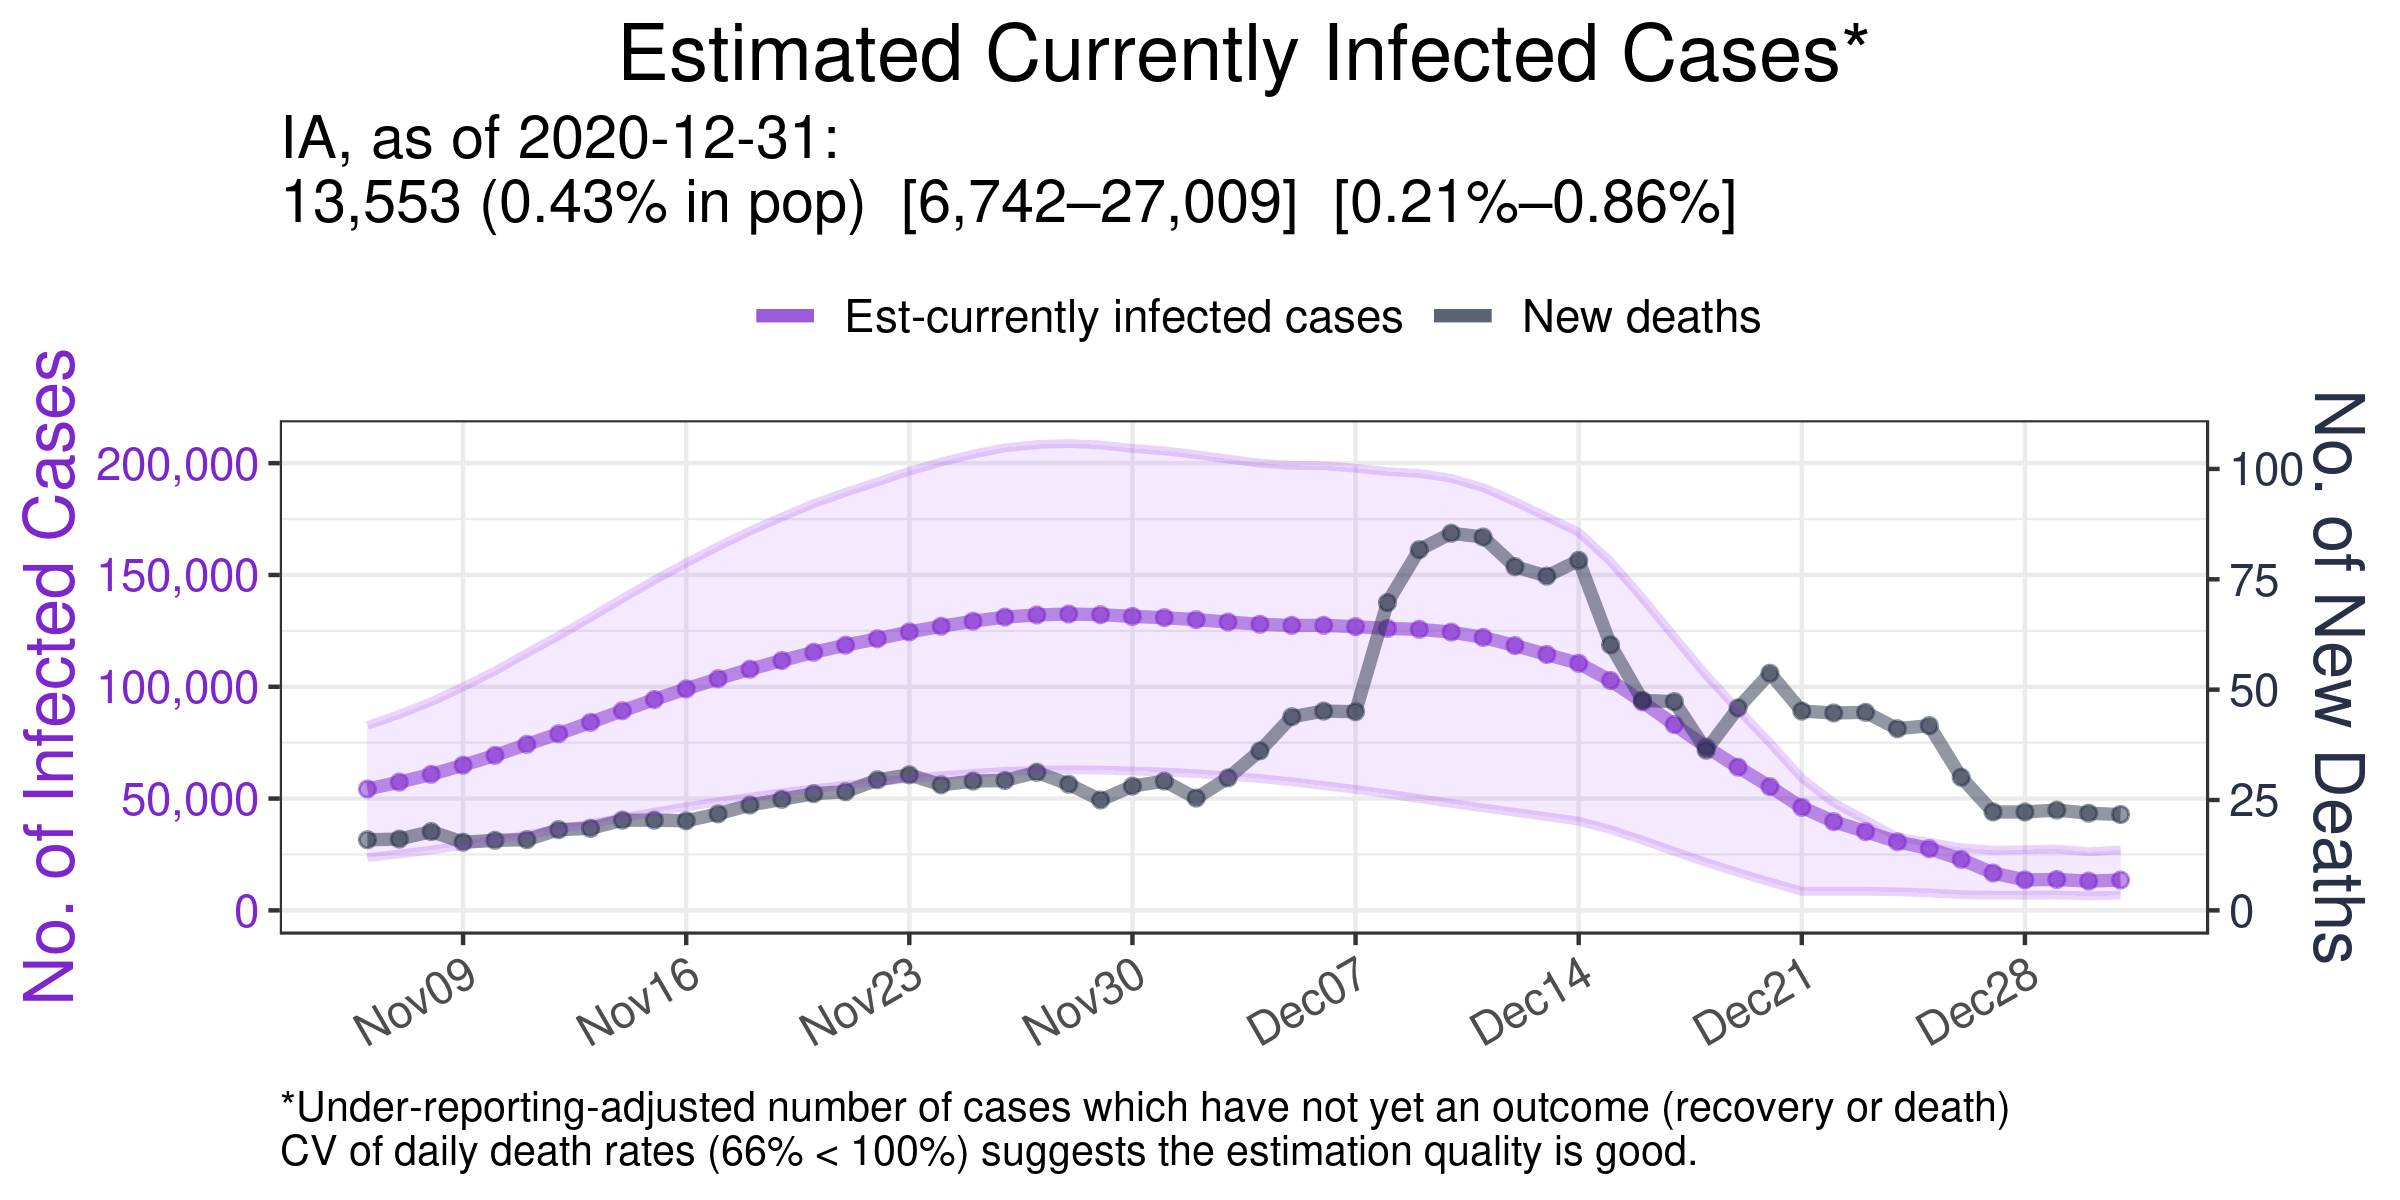 Estimated Currently Infected Cases*
IA, as of 2020-12-31:
13,553 (0.43% in pop)  [6,742–27,009]  [0.21%–0.86%]
Est-currently infected cases
New deaths
No. of Infected Cases
200,000
150,000
100,000
50,000
0
100
75
50
25
0
No. of New Deaths
Nov09
Nov16
Nov23
Nov30
Dec07
Dec14
Dec21
Dec28
*Under-reporting-adjusted number of cases which have not yet an outcome (recovery or death)
CV of daily death rates (66% < 100%) suggests the estimation quality is good.